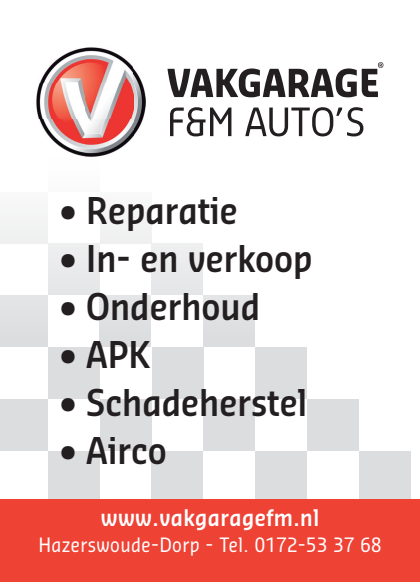 V
VAKGARAGE®
F&M AUTO'S
• Reparatie
• In- en verkoop
• Onderhoud
• APK
• Schadeherstel
• Airco
www.vakgaragefm.nl
Hazerswoude-Dorp - Tel. 0172-53 37 68